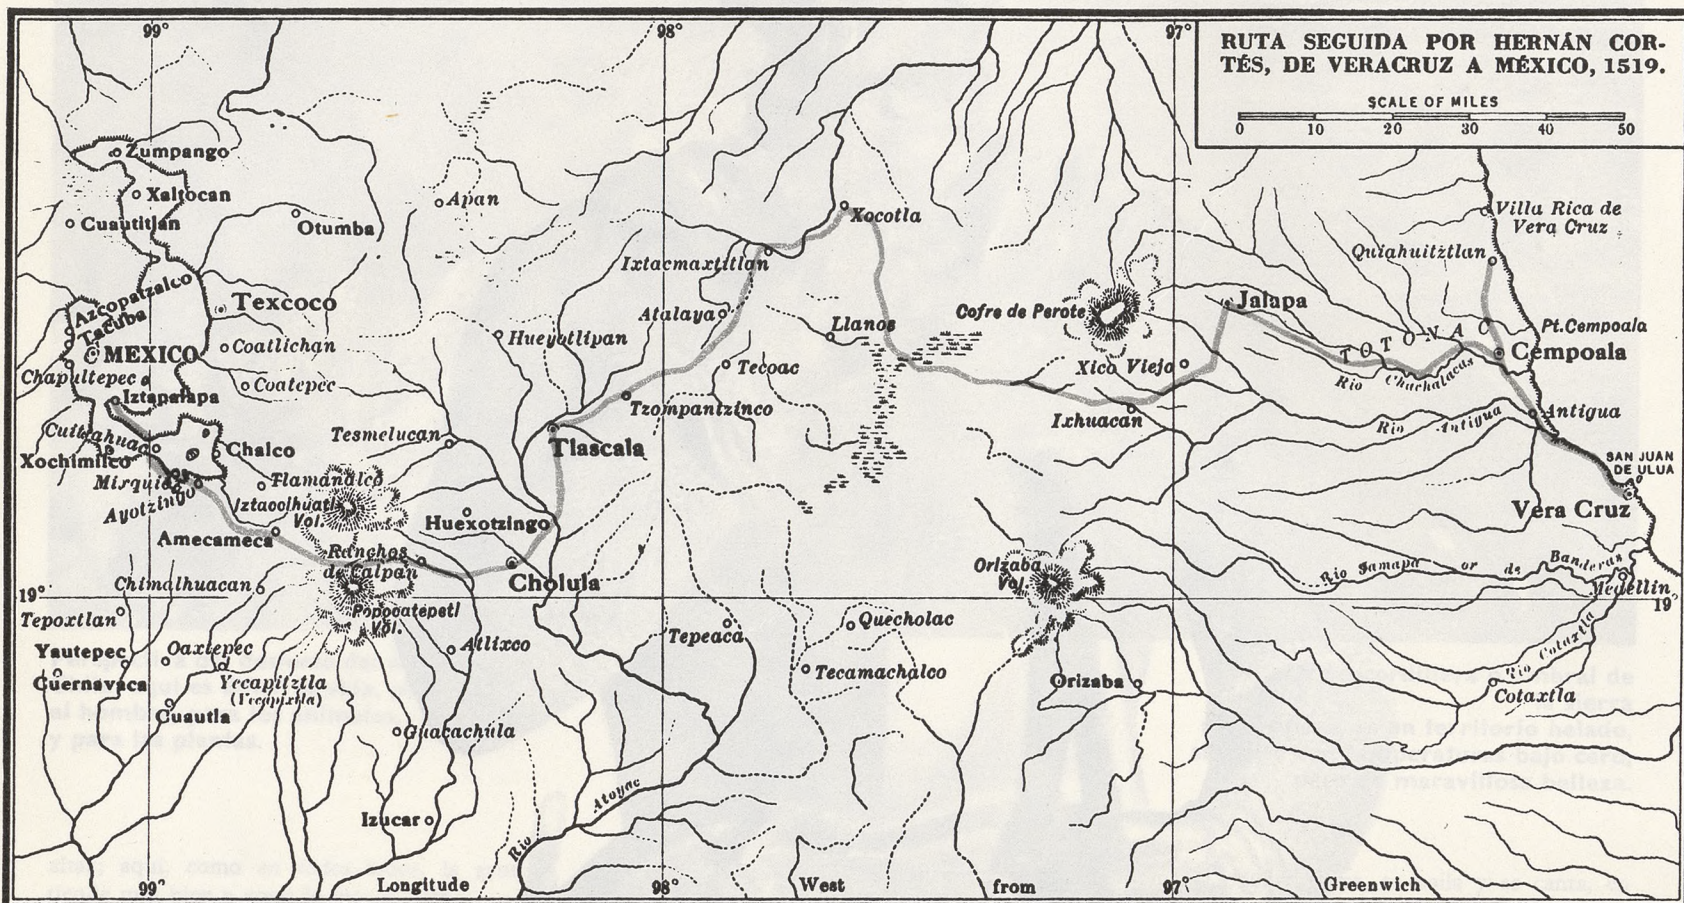 99°
98°
97°
RUTA SEGUIDA POR HERNÁN COR-
TÉS, DE VERACRUZ A MÉXICO, 1519.
SCALE OF MILES
0 10 20 30 40 50
Zumpango
Xaltocan
Cuautitlan
Apan
Otumba
Xocotla
Villa Rica de
Vera Cruz
Quiahuitztlan
Ixtacmaxtitlan
Azcopatzalco
Tacuba
Texcoco
Atalaya
Llanos
Cofre de Perote
Jalapa
TOTONAC
Pt. Cempoala
MEXICO
Coatlichan
Hueyotlipan
Tecoac
Xico Viejo
Cempoala
Rio Chachalacas
Chapultepec
Coatepec
Iztapalapa
Tzompantzinco
Ixhuacan
Rio Antigua
Antigua
Cuitlahuac
Tesmelucan
Tlascala
Xochimilco
Chalco
SAN JUAN
DE ULUA
Mizquic
Tlamanalco
Ayotzingo
Iztaccihuatl
Vol.
Huexotzingo
Vera Cruz
Amecameca
Ranchos
de Calpan
Cholula
Orizaba
Vol.
Rio Jamapa or de Banderas
Chimalhuacan
Medellin
19°
19°
Tepoxtlan
Popocatepetl
Vol.
Tepeaca
Quecholac
Yautepec
Oaxtepec
Atlixco
Rio Cotaxtla
Cuernavaca
Yecapitztla
Tecamachalco
Orizaba
Cotaxtla
Cuautla
Guacachula
Izucar
Rio Atoyac
99°
Longitude
98°
West
from
97°
Greenwich